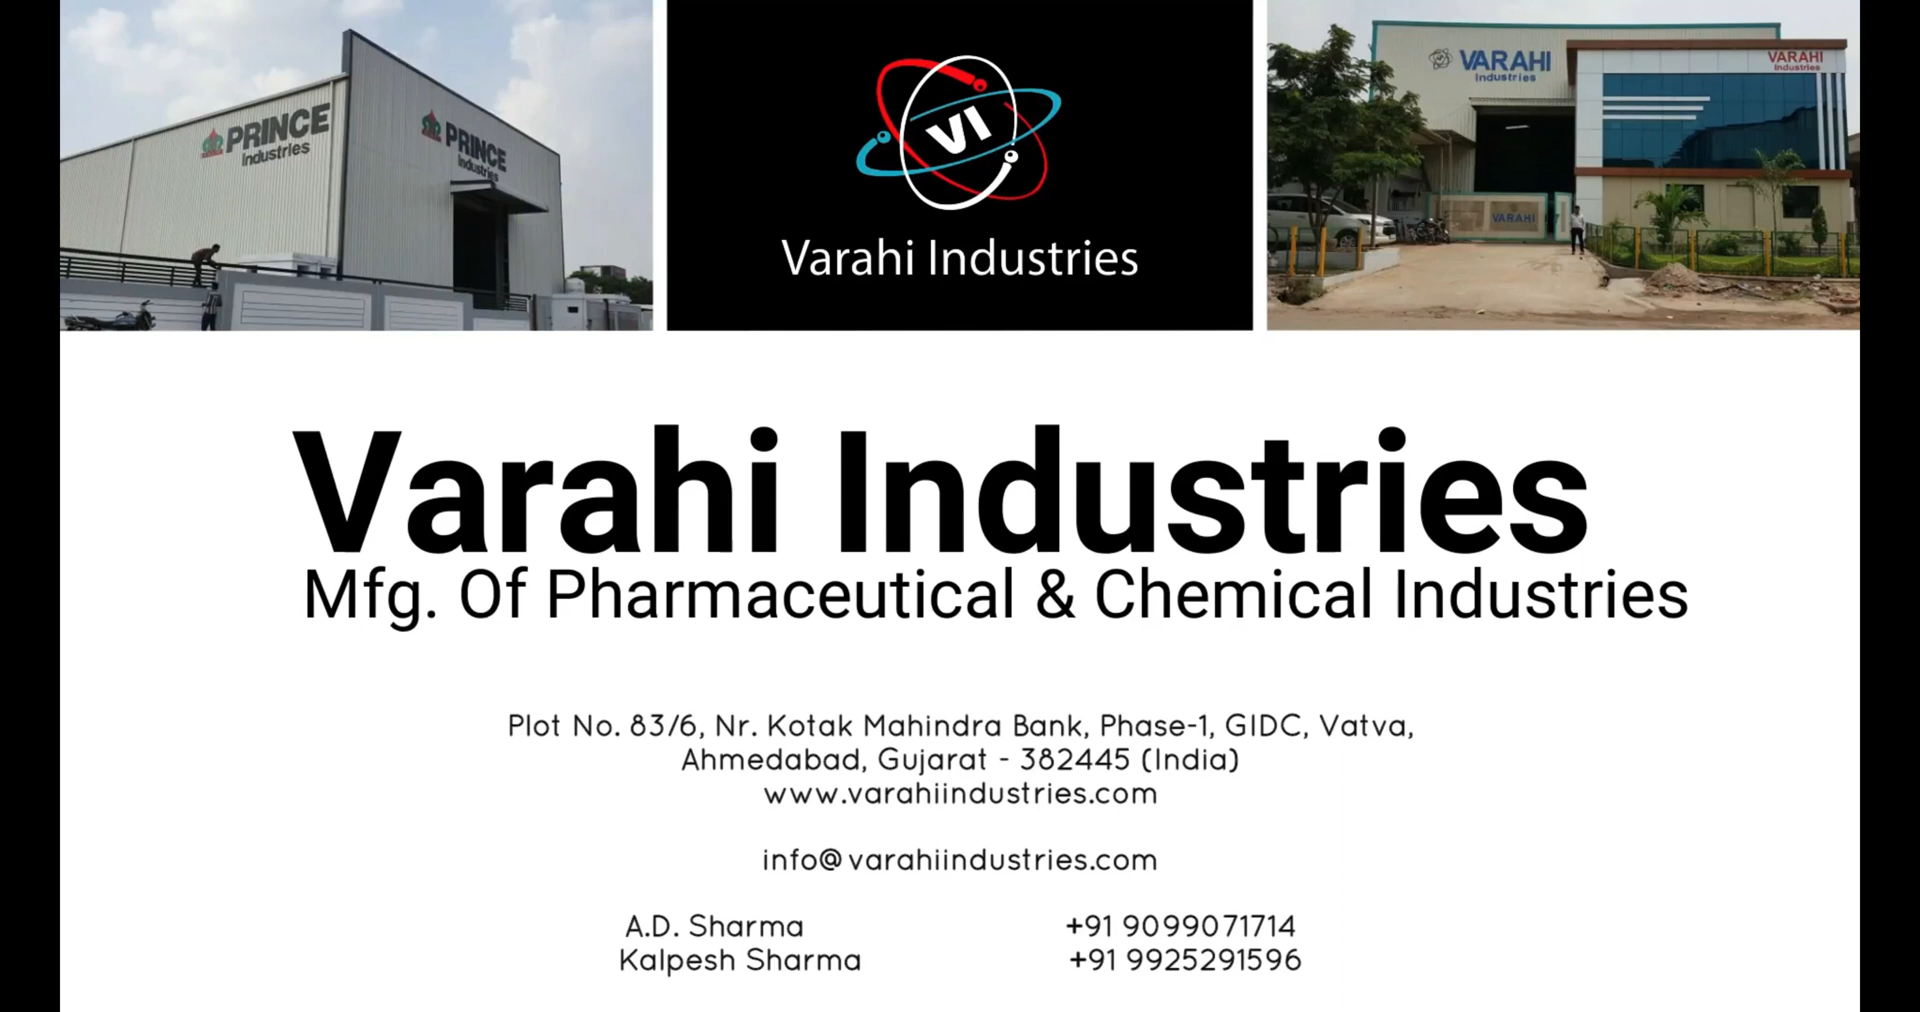 PRINCE
Industries
PRINCE
Industries
VI
Varahi Industries
VARAHI
Industries
VARAHI
Industries
VARAHI
Varahi Industries
Mfg. Of Pharmaceutical & Chemical Industries
Plot No. 83/6, Nr. Kotak Mahindra Bank, Phase-1, GIDC, Vatva,
Ahmedabad, Gujarat - 382445 (India)
www.varahiindustries.com
info@varahiindustries.com
A.D. Sharma +91 9099071714
Kalpesh Sharma +91 9925291596